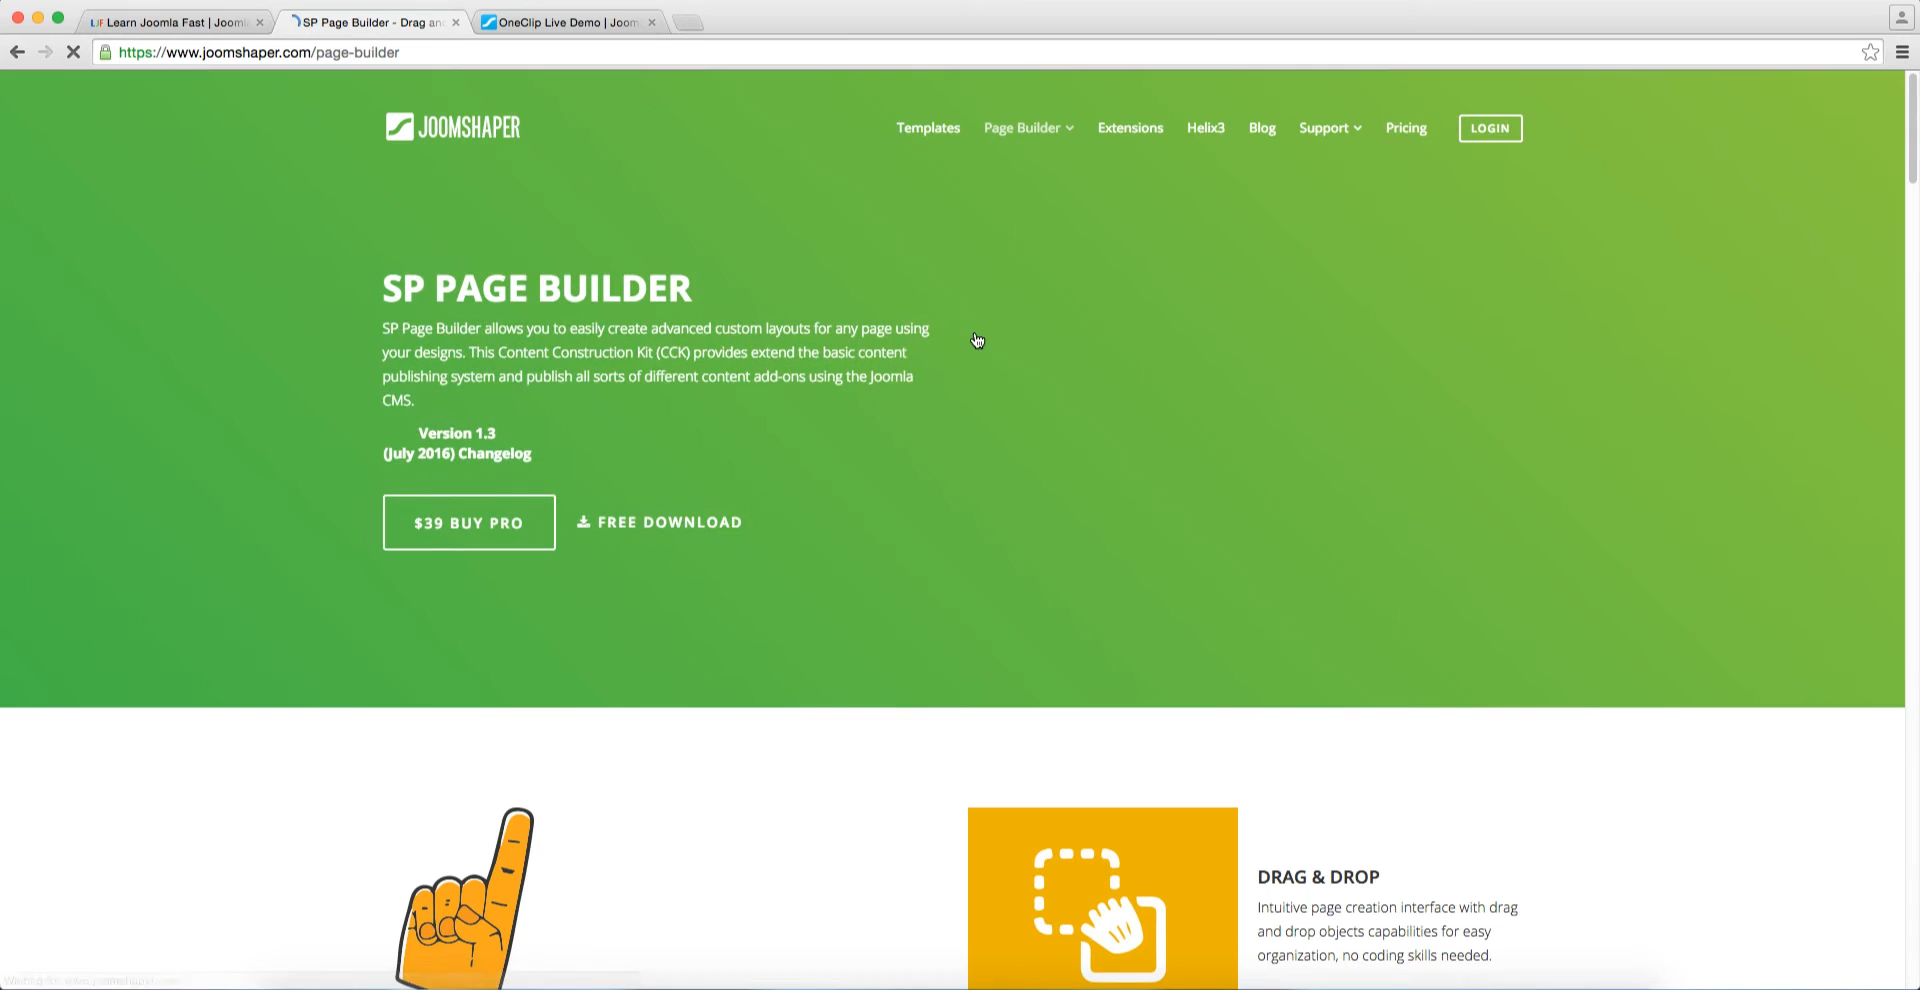 LJF Learn Joomla Fast | Jooml
SP Page Builder - Drag an
OneClip Live Demo | Joom
https://www.joomshaper.com/page-builder
JOOMSHAPER
Templates
Page Builder
Extensions
Helix3
Blog
Support
Pricing
LOGIN
SP PAGE BUILDER
SP Page Builder allows you to easily create advanced custom layouts for any page using
your designs. This Content Construction Kit (CCK) provides extend the basic content
publishing system and publish all sorts of different content add-ons using the Joomla
CMS.
Version 1.3
(July 2016) Changelog
$39 BUY PRO
FREE DOWNLOAD
DRAG & DROP
Intuitive page creation interface with drag
and drop objects capabilities for easy
organization, no coding skills needed.